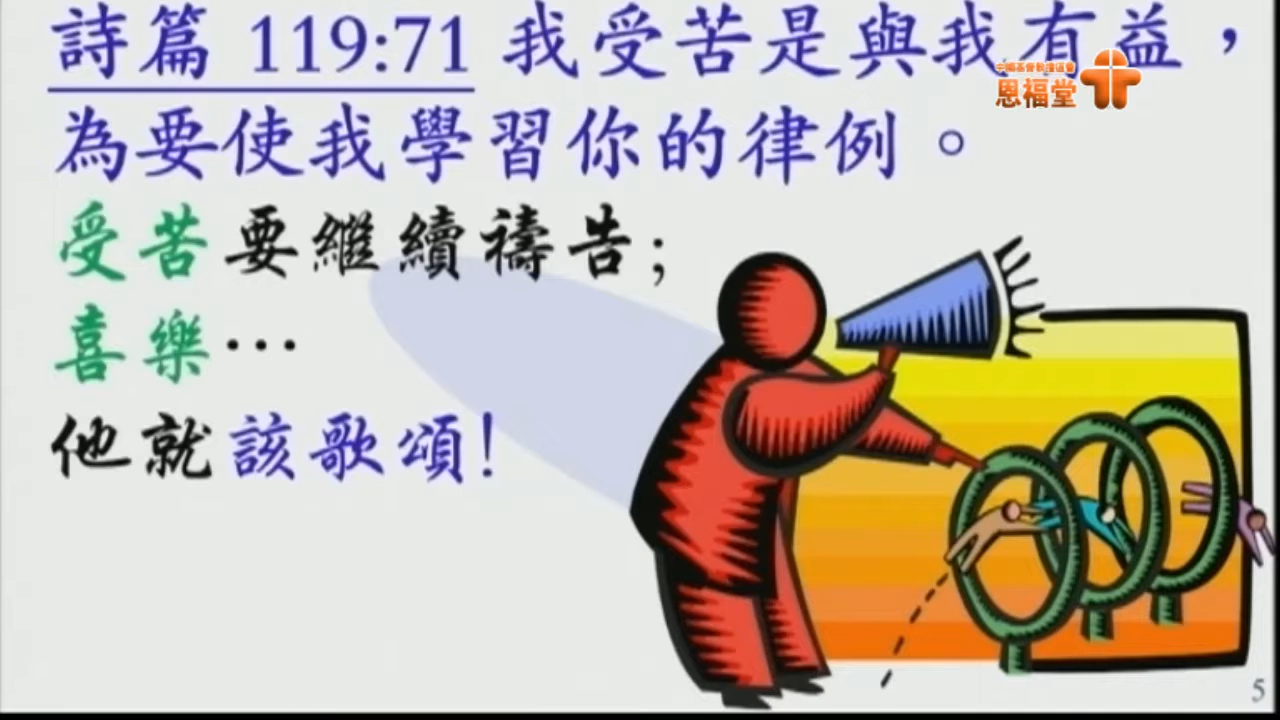 詩篇 119:71 我受苦是與我有益，
為要使我學習你的律例。
受苦要繼續禱告;
喜樂…
他就該歌頌!
恩福堂
5